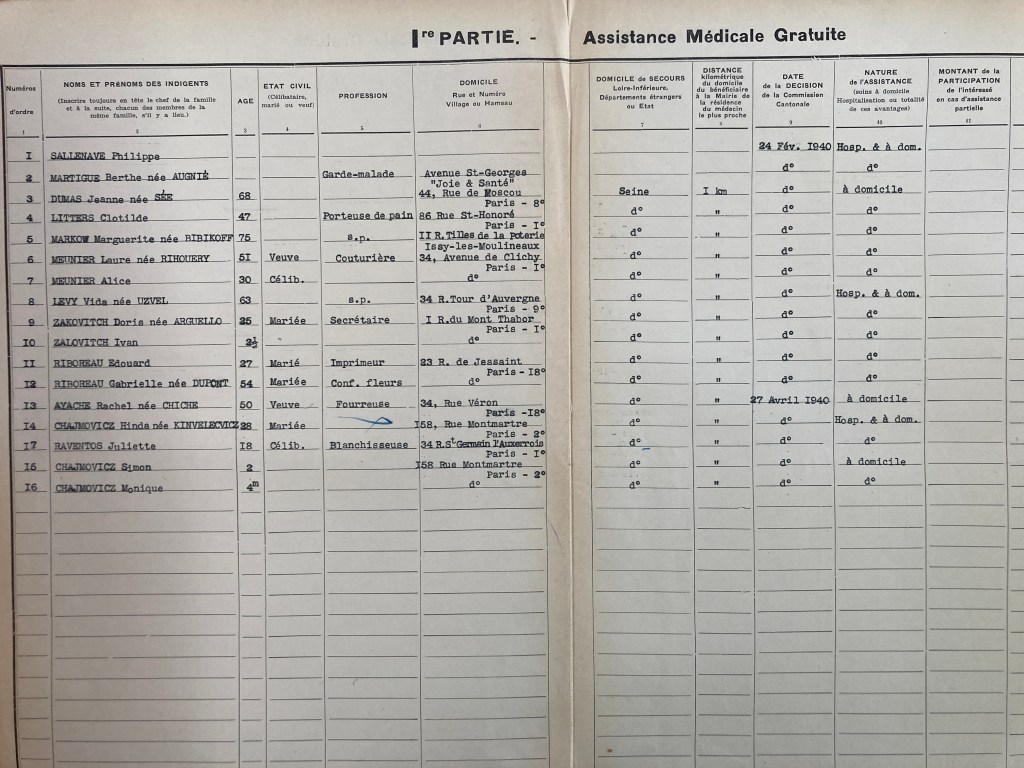 Iʳᵉ PARTIE. - Assistance Médicale Gratuite
Numéros d'ordre
1
NOMS ET PRÉNOMS DES INDIGENTS
(Inscrire toujours en tête le chef de la famille
et à la suite, chacun des membres de la
même famille, s'il y a lieu.)
2
AGE
3
ETAT CIVIL
(Célibataire,
marié ou veuf)
4
PROFESSION
5
DOMICILE
Rue et Numéro
Village ou Hameau
6
DOMICILE de SECOURS
Loire-Inférieure,
Départements étrangers
ou Etat
7
DISTANCE
kilométrique
du domicile
du bénéficiaire
à la Mairie de
la résidence
du médecin
le plus proche
8
DATE
de la DECISION
de la Commission
Cantonale
9
NATURE
de l'ASSISTANCE
(soins à domicile
Hospitalisation ou totalité
de ces avantages)
10
MONTANT de la
PARTICIPATION
de l'intéressé
en cas d'assistance
partielle
11
I SALLENAVE Philippe 24 Fév. 1940 Hosp. & à dom.
2 MARTIGUE Berthe née AUGNIÉ Garde-malade Avenue St-Georges d° d°
"Joie & Santé"
3 DUMAS Jeanne née SÉE 68 44, Rue de Moscou Seine I km d° à domicile
Paris - 8°
4 LITTERS Clotilde 47 Porteuse de pain 86 Rue St-Honoré d° " d° d°
Paris - I°
5 MARKOW Marguerite née BIBIKOFF 75 s.p. II R.Tilles de la Poterie d° " d° d°
Issy-les-Moulineaux
6 MEUNIER Laure née RIHOUERY 5I Veuve Couturière 34, Avenue de Clichy d° " d° d°
Paris - I°
7 MEUNIER Alice 30 Célib. d° d° " d° d°
8 LEVY Vida née UZVEL 63 s.p. 34 R.Tour d'Auvergne d° " d° Hosp. & à dom.
Paris - 9°
9 ZAKOVITCH Doris née ARGUELLO 25 Mariée Secrétaire I R.du Mont Thabor d° " d° d°
Paris - I°
IO ZALOVITCH Ivan 2½ d° d° " d° d°
II RIBOREAU Edouard 27 Marié Imprimeur 23 R. de Jessaint d° " d° d°
Paris - I8°
I2 RIBOREAU Gabrielle née DUPONT 54 Mariée Conf. fleurs d° d° " d° d°
I3 AYACHE Rachel née CHICHE 50 Veuve Fourreuse 34, Rue Véron d° " 27 Avril 1940 à domicile
Paris -I8°
I4 CHAJMOVICZ Hinda née KINVELECVICZ 28 Mariée I58, Rue Montmartre d° " d° Hosp. & à dom.
Paris - 2°
I7 RAVENTOS Juliette I8 Célib. Blanchisseuse 34 R.Sᵗ Germain l'Auxerrois d° " d° d°
Paris - I°
I5 CHAJMOVICZ Simon 2 I58 Rue Montmartre d° " d° à domicile
Paris - 2°
I6 CHAJMOVICZ Monique 4ᵐ d° d° " d° d°